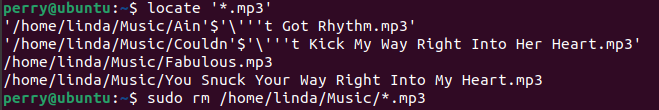 perry@ubuntu:~$ locate '*.mp3'
'/home/linda/Music/Ain'$'\'''t Got Rhythm.mp3'
'/home/linda/Music/Couldn'$'\'''t Kick My Way Right Into Her Heart.mp3'
/home/linda/Music/Fabulous.mp3
/home/linda/Music/You Snuck Your Way Right Into My Heart.mp3
perry@ubuntu:~$ sudo rm /home/linda/Music/*.mp3